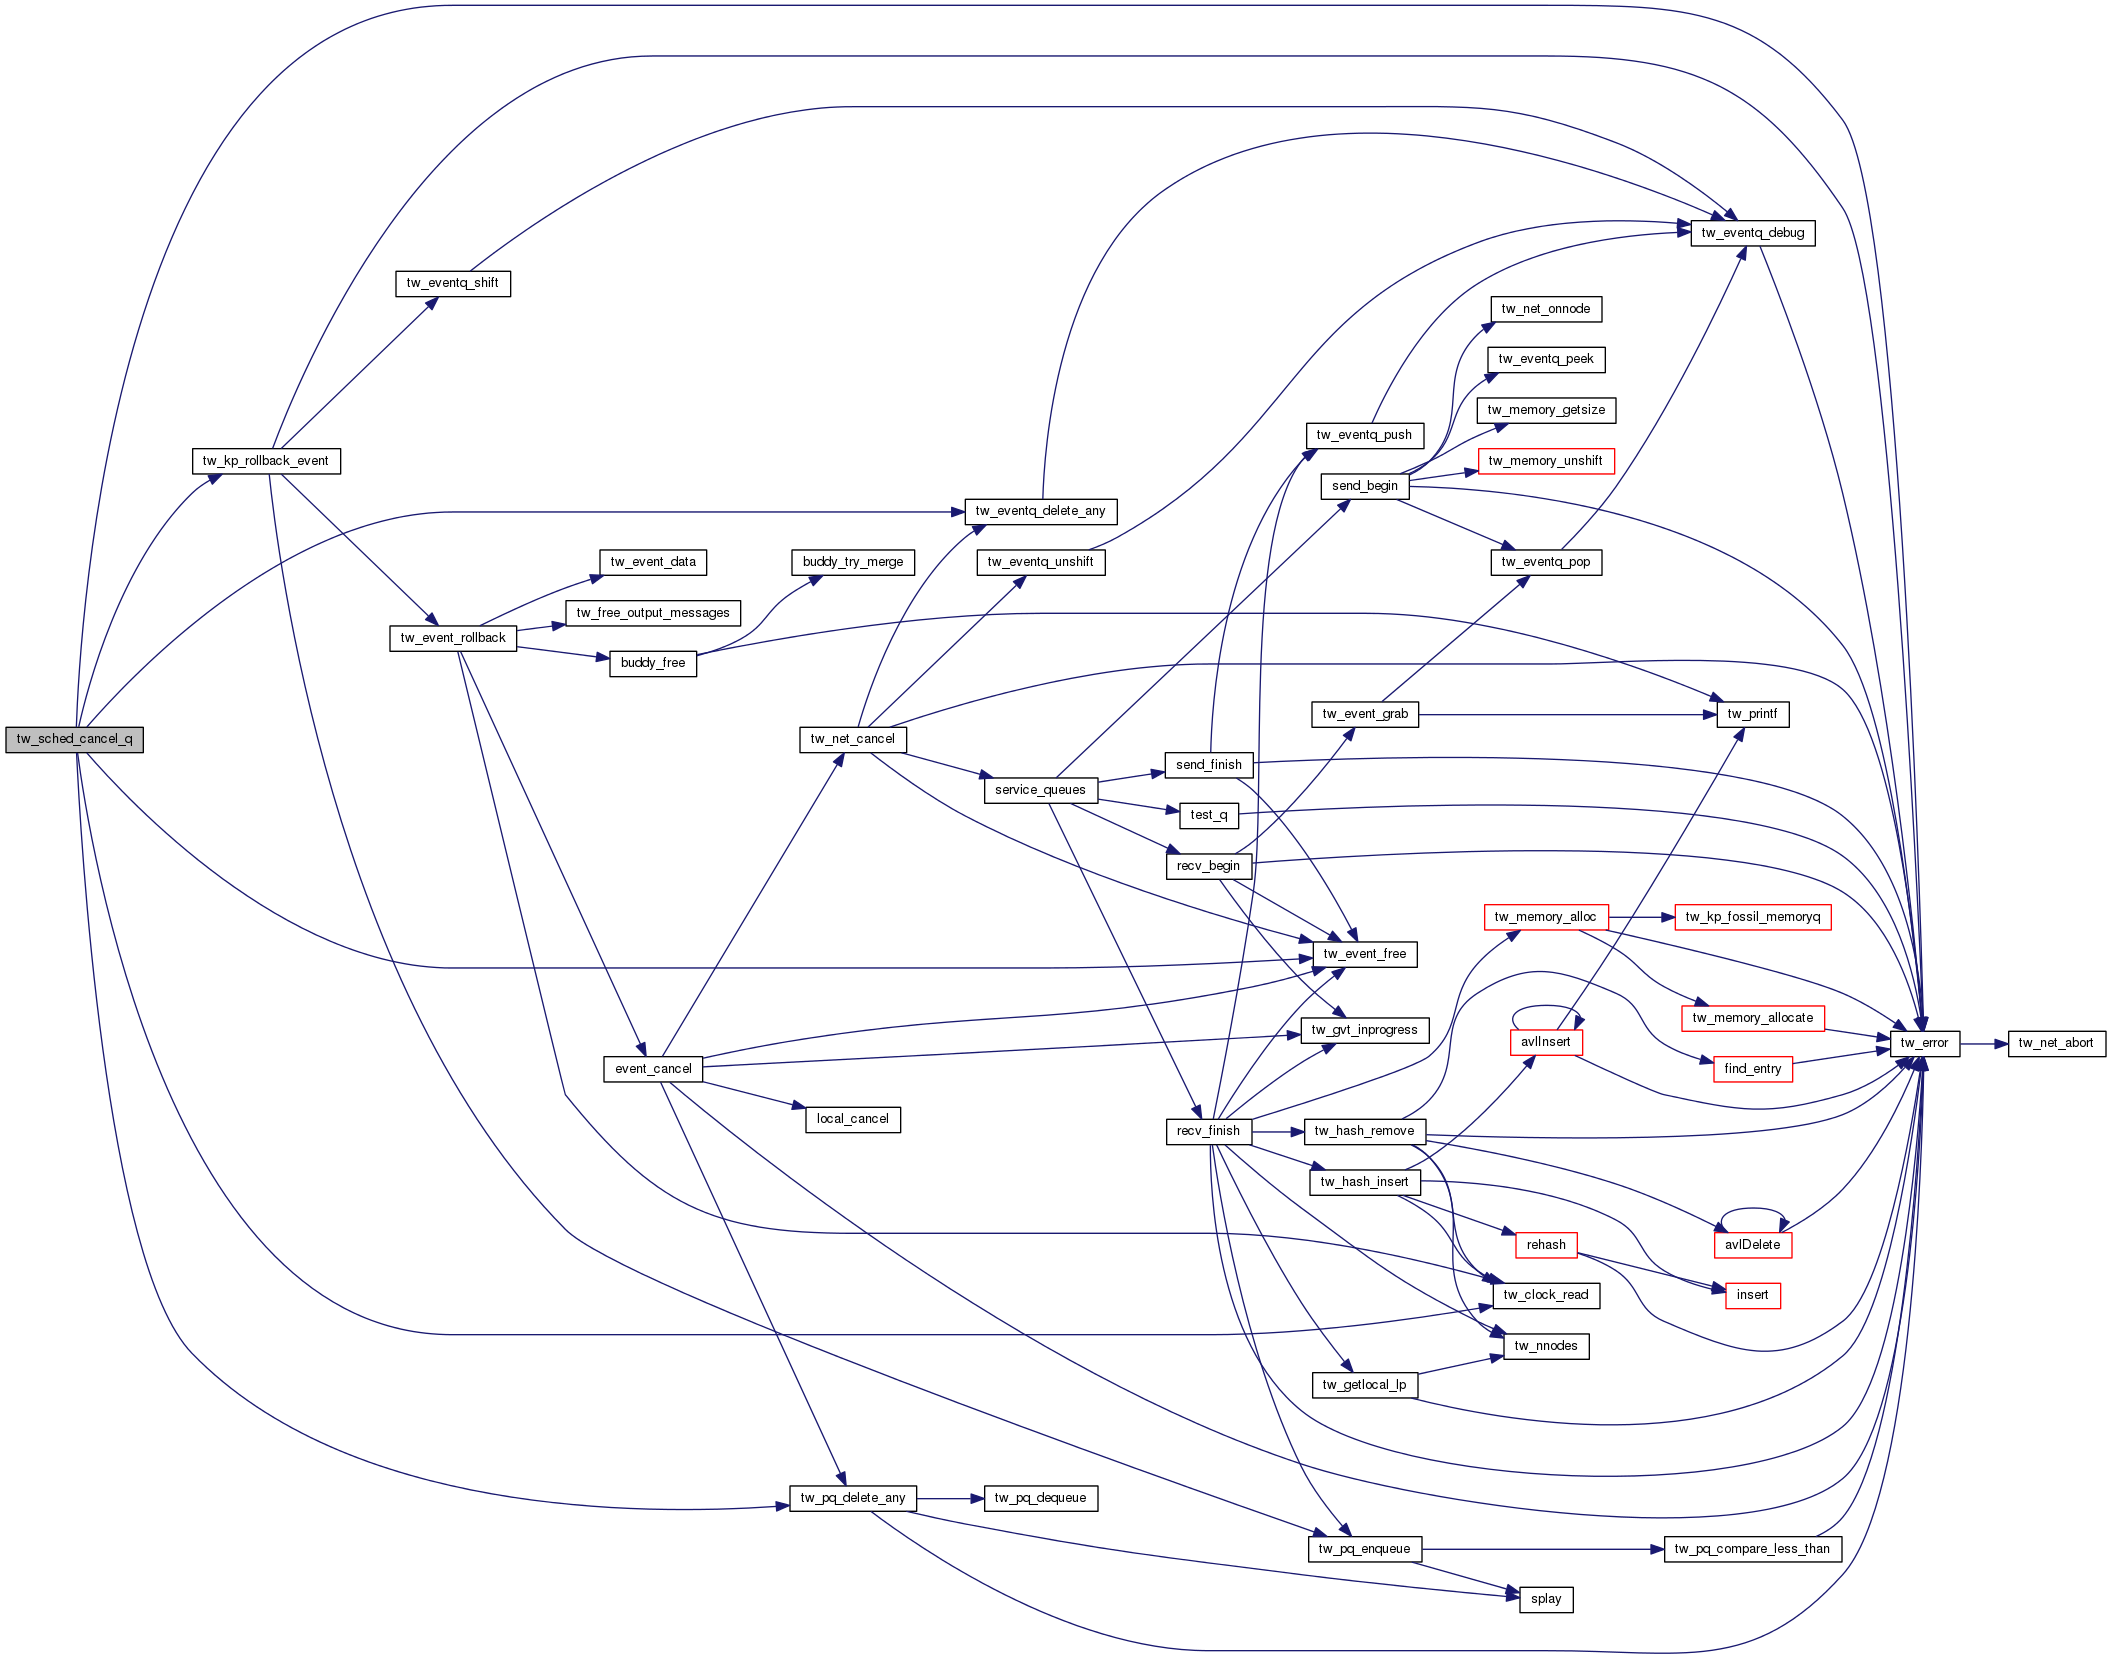 tw_sched_cancel_q
tw_kp_rollback_event
tw_eventq_shift
tw_event_rollback
tw_event_data
tw_free_output_messages
buddy_free
buddy_try_merge
event_cancel
tw_net_cancel
local_cancel
tw_pq_delete_any
tw_eventq_delete_any
tw_eventq_unshift
service_queues
tw_pq_dequeue
send_finish
test_q
recv_begin
recv_finish
tw_eventq_push
send_begin
tw_event_grab
tw_event_free
tw_gvt_inprogress
tw_hash_remove
tw_hash_insert
tw_getlocal_lp
tw_pq_enqueue
tw_net_onnode
tw_eventq_peek
tw_memory_getsize
tw_memory_unshift
tw_eventq_pop
tw_memory_alloc
avlInsert
rehash
tw_clock_read
tw_nnodes
splay
tw_eventq_debug
tw_printf
tw_kp_fossil_memoryq
tw_memory_allocate
find_entry
avlDelete
insert
tw_pq_compare_less_than
tw_error
tw_net_abort